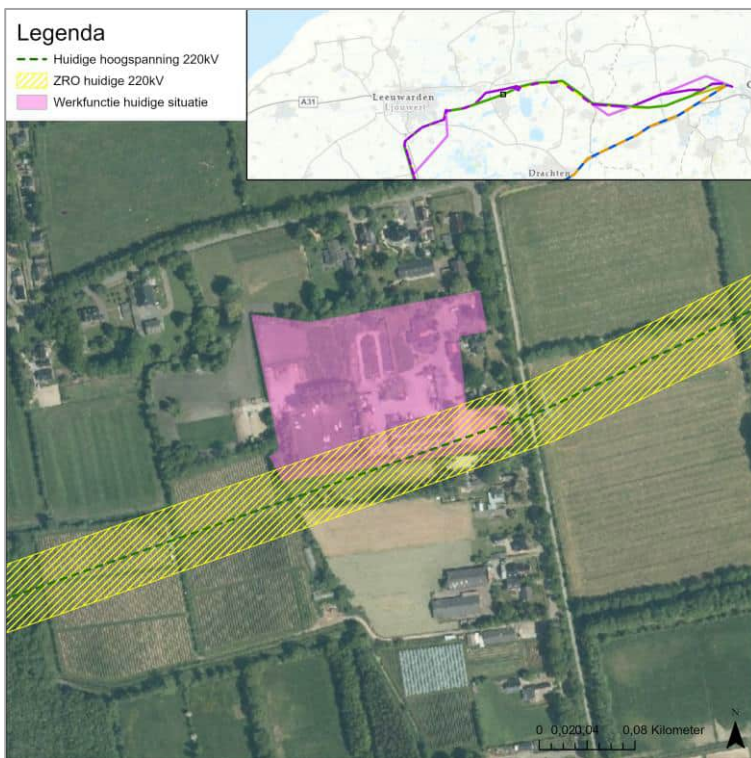 Legenda
Huidige hoogspanning 220kV
ZRO huidige 220kV
Werkfunctie huidige situatie
A31
Leeuwarden
Ljouwert
Drachten
N
0 0,020,04 0,08 Kilometer